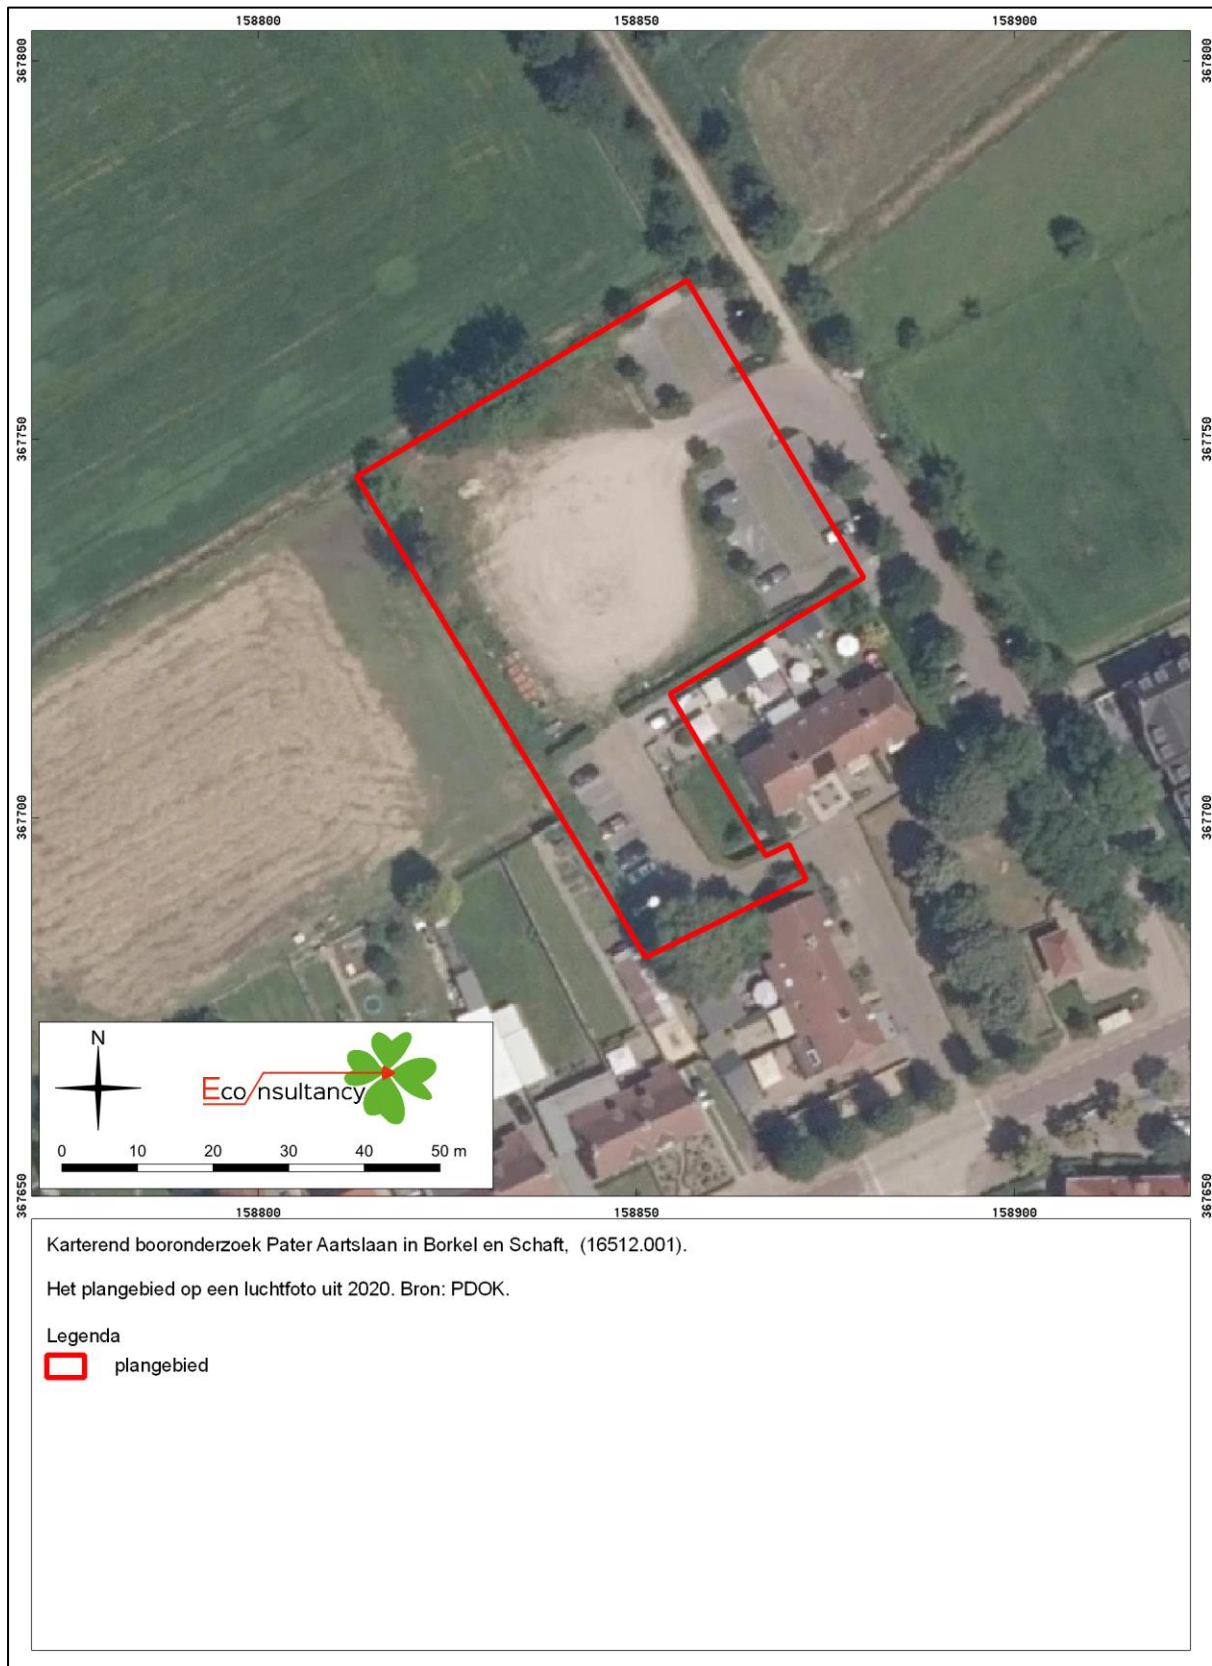 158800 158850 158900
367800 367800
367750 367750
367700 367700
N
Econsultancy
0 10 20 30 40 50 m
367650 367650
158800 158850 158900
Karterend booronderzoek Pater Aartslaan in Borkel en Schaft, (16512.001).
Het plangebied op een luchtfoto uit 2020. Bron: PDOK.
Legenda
plangebied